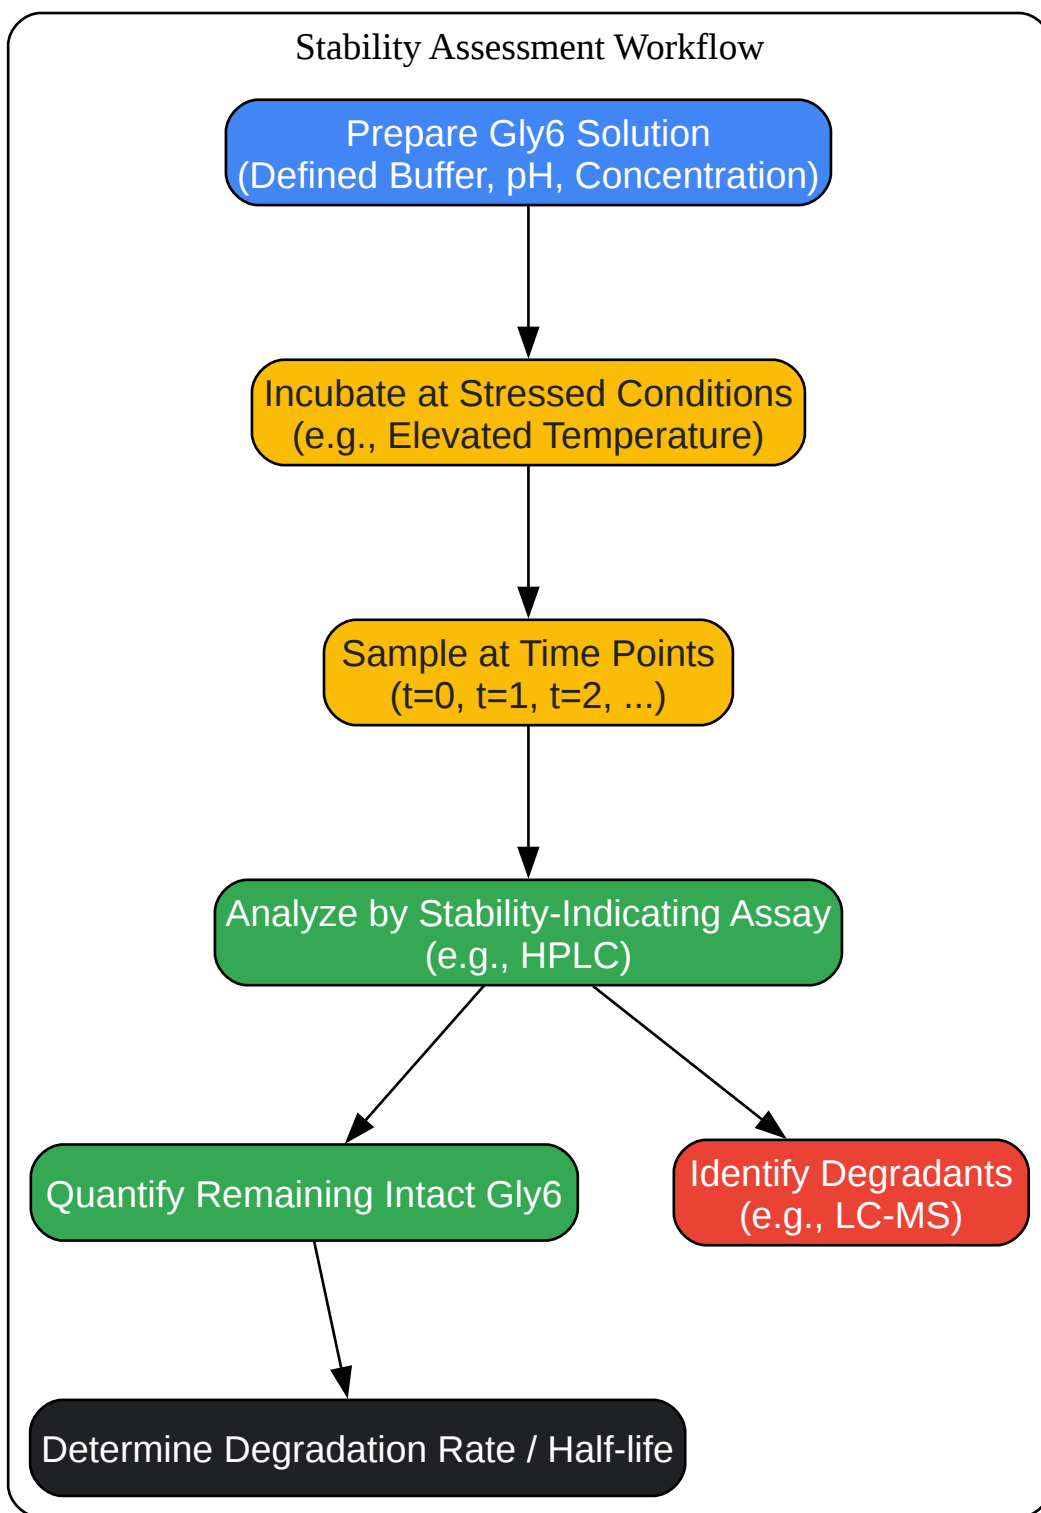 Stability Assessment Workflow
Prepare Gly6 Solution
(Defined Buffer, pH, Concentration)
Incubate at Stressed Conditions
(e.g., Elevated Temperature)
Sample at Time Points
(t=0, t=1, t=2, ...)
Analyze by Stability-Indicating Assay
(e.g., HPLC)
Quantify Remaining Intact Gly6
Identify Degradants
(e.g., LC-MS)
Determine Degradation Rate / Half-life